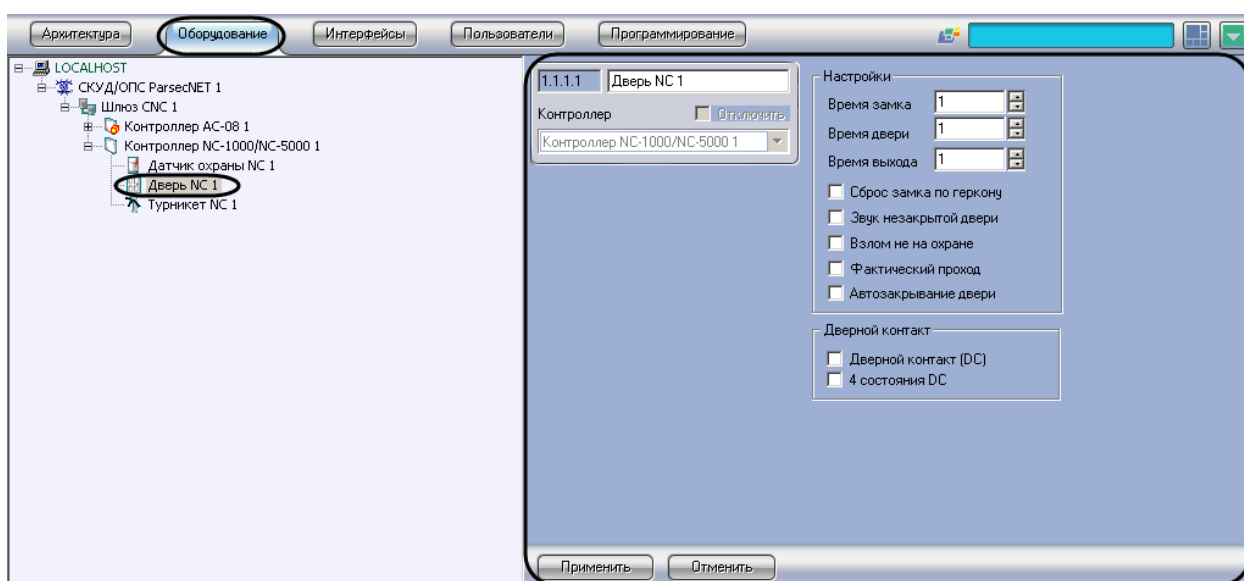 Архитектура Оборудование Интерфейсы Пользователи Программирование
LOCALHOST
СКУД/ОПС ParsecNET 1
Шлюз CNC 1
Контроллер AC-08 1
Контроллер NC-1000/NC-5000 1
Датчик охраны NC 1
Дверь NC 1
Турникет NC 1
1.1.1.1 Дверь NC 1
Контроллер Отключить
Контроллер NC-1000/NC-5000 1
Настройки
Время замка 1
Время двери 1
Время выхода 1
Сброс замка по геркону
Звук незакрытой двери
Взлом не на охране
Фактический проход
Автозакрывание двери
Дверной контакт
Дверной контакт (DC)
4 состояния DC
Применить Отменить